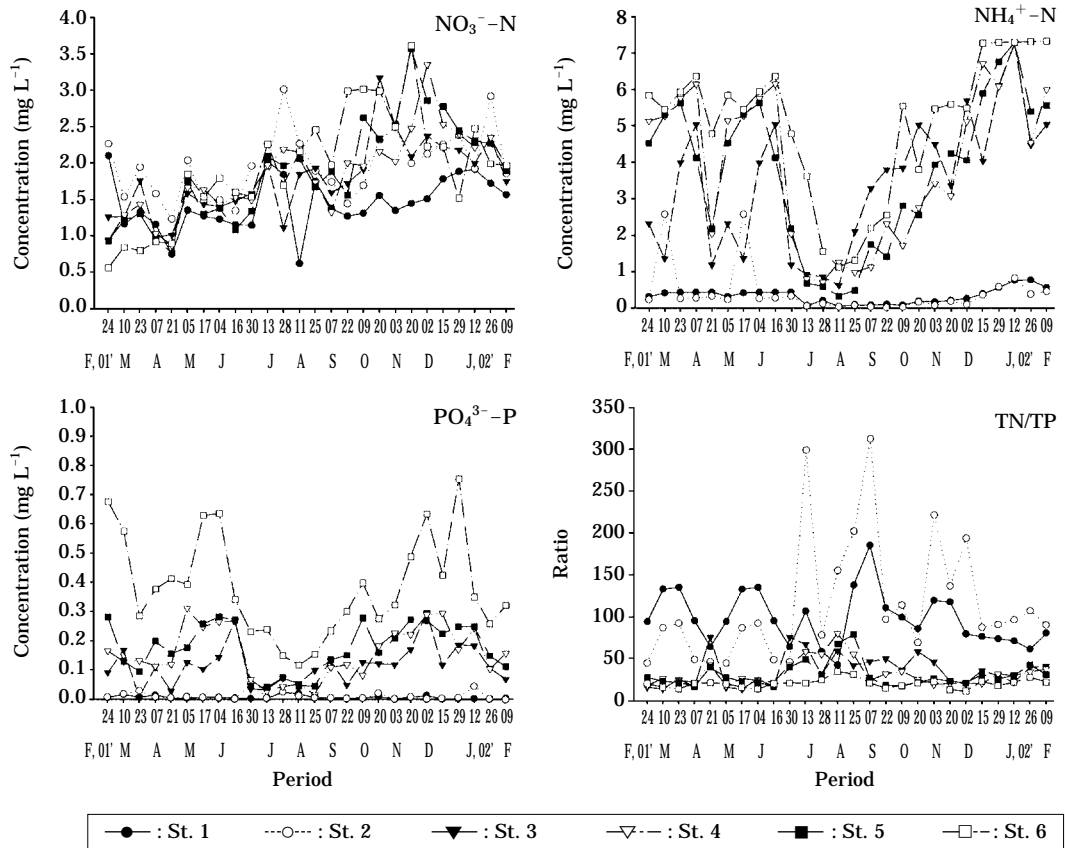 NO₃⁻–N
Concentration (mg L⁻¹)
4.0
3.5
3.0
2.5
2.0
1.5
1.0
0.5
0.0
24 10 23 07 21 05 17 04 16 30 13 28 11 25 07 22 09 20 03 20 02 15 29 12 26 09
F, 01' M A M J J A S O N D J, 02' F
NH₄⁺–N
Concentration (mg L⁻¹)
8
7
6
5
4
3
2
1
0
24 10 23 07 21 05 17 04 16 30 13 28 11 25 07 22 09 20 03 20 02 15 29 12 26 09
F, 01' M A M J J A S O N D J, 02' F
PO₄³⁻–P
Concentration (mg L⁻¹)
1.0
0.9
0.8
0.7
0.6
0.5
0.4
0.3
0.2
0.1
0.0
24 10 23 07 21 05 17 04 16 30 13 28 11 25 07 22 09 20 03 20 02 15 29 12 26 09
F, 01' M A M J J A S O N D J, 02' F
Period
TN/TP
Ratio
350
300
250
200
150
100
50
0
24 10 23 07 21 05 17 04 16 30 13 28 11 25 07 22 09 20 03 20 02 15 29 12 26 09
F, 01' M A M J J A S O N D J, 02' F
Period
: St. 1 : St. 2 : St. 3 : St. 4 : St. 5 : St. 6